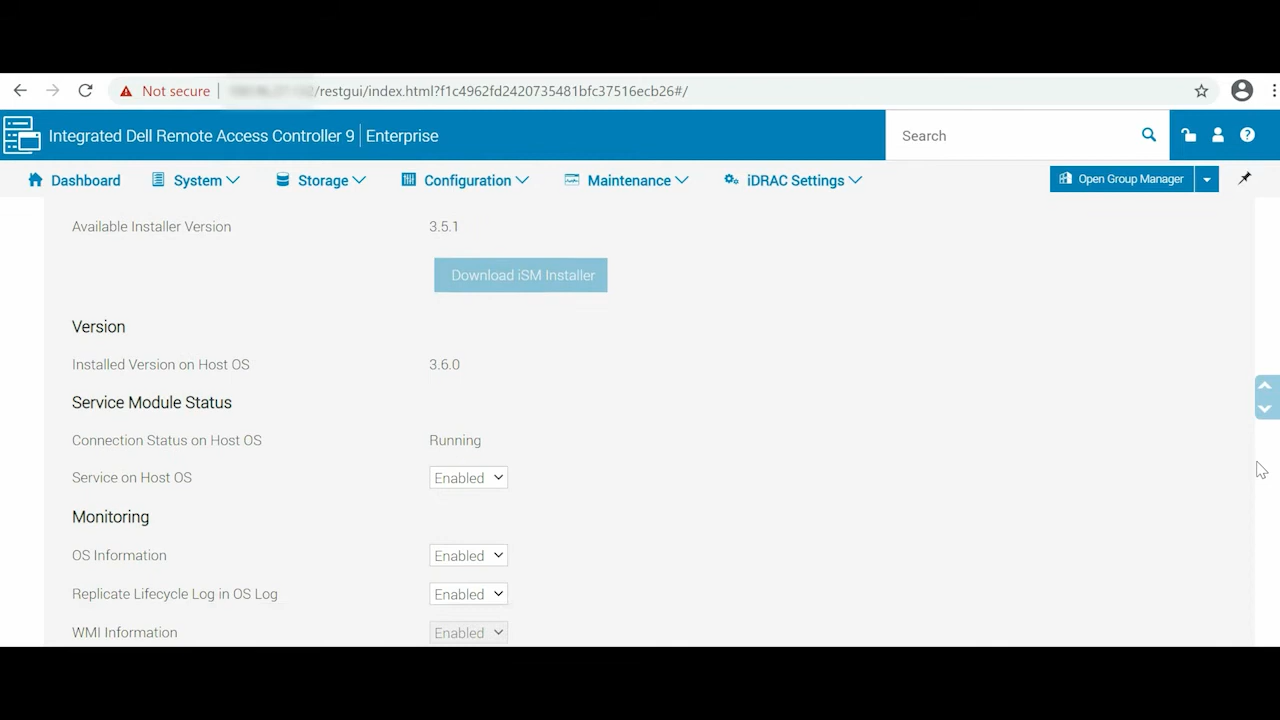 Not secure
/restgui/index.html?f1c4962fd2420735481bfc37516ecb26#/
Integrated Dell Remote Access Controller 9 | Enterprise
Search
Dashboard System Storage Configuration Maintenance iDRAC Settings Open Group Manager
Available Installer Version 3.5.1
Download iSM Installer
Version
Installed Version on Host OS 3.6.0
Service Module Status
Connection Status on Host OS Running
Service on Host OS Enabled
Monitoring
OS Information Enabled
Replicate Lifecycle Log in OS Log Enabled
WMI Information Enabled